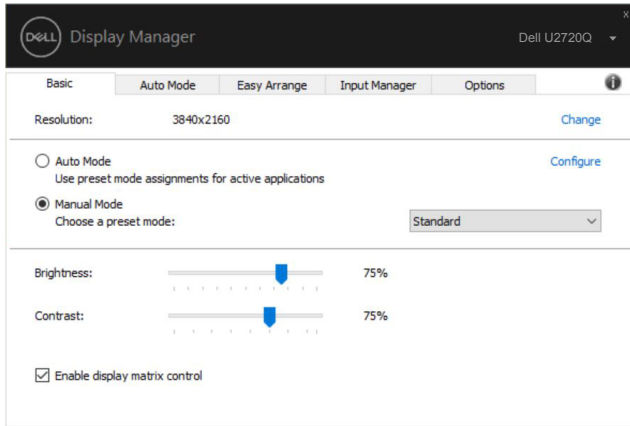 x
DELL Display Manager Dell U2720Q
Basic Auto Mode Easy Arrange Input Manager Options
Resolution: 3840x2160 Change
Auto Mode Configure
Use preset mode assignments for active applications
Manual Mode
Choose a preset mode: Standard
Brightness: 75%
Contrast: 75%
Enable display matrix control